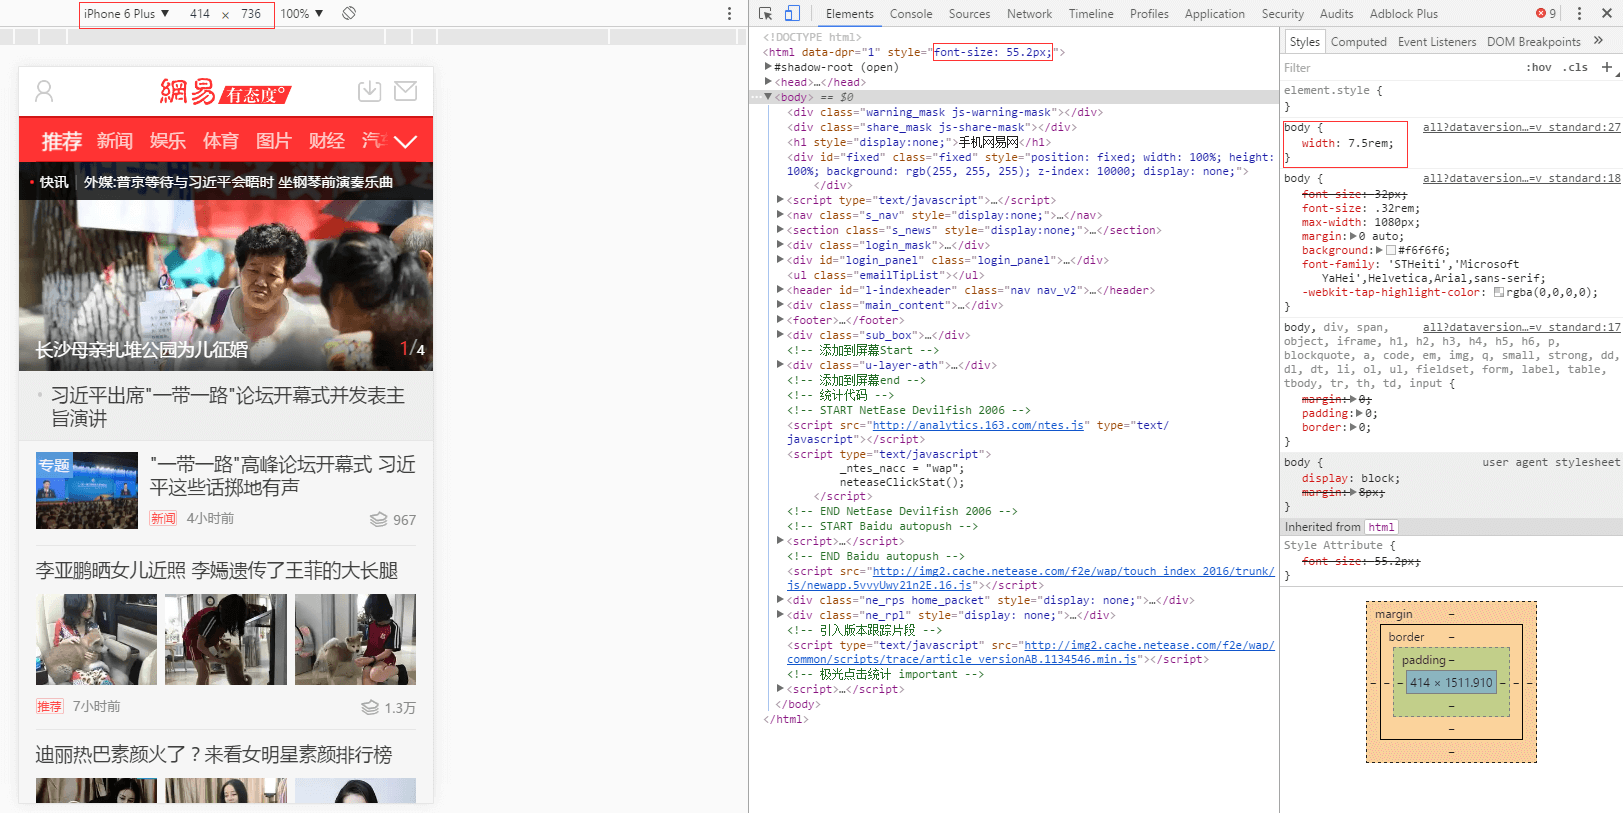 iPhone 6 Plus ▼ 414 × 736 100% ▼
網易 有态度°
推荐 新闻 娱乐 体育 图片 财经 汽
快讯 外媒:普京等待与习近平会晤时 坐钢琴前演奏乐曲
长沙母亲扎堆公园为儿征婚 1/4
习近平出席"一带一路"论坛开幕式并发表主
旨演讲
专题
"一带一路"高峰论坛开幕式 习近
平这些话掷地有声
新闻 4小时前 967
李亚鹏晒女儿近照 李嫣遗传了王菲的大长腿
推荐 7小时前 1.3万
迪丽热巴素颜火了？来看女明星素颜排行榜
Elements Console Sources Network Timeline Profiles Application Security Audits Adblock Plus 9
<!DOCTYPE html>
<html data-dpr="1" style="font-size: 55.2px;">
▶#shadow-root (open)
▶<head>…</head>
…▼<body> == $0
<div class="warning_mask js-warning-mask"></div>
<div class="share_mask js-share-mask"></div>
<h1 style="display:none;">手机网易网</h1>
<div id="fixed" class="fixed" style="position: fixed; width: 100%; height:
100%; background: rgb(255, 255, 255); z-index: 10000; display: none;">
</div>
▶<script type="text/javascript">…</script>
▶<nav class="s_nav" style="display:none;">…</nav>
▶<section class="s_news" style="display:none;">…</section>
▶<div class="login_mask">…</div>
▶<div id="login_panel" class="login_panel">…</div>
<ul class="emailTipList"></ul>
▶<header id="l-indexheader" class="nav nav_v2">…</header>
▶<div class="main_content">…</div>
▶<footer>…</footer>
▶<div class="sub_box">…</div>
<!-- 添加到屏幕Start -->
▶<div class="u-layer-ath">…</div>
<!-- 添加到屏幕end -->
<!-- 统计代码 -->
<!-- START NetEase Devilfish 2006 -->
<script src="http://analytics.163.com/ntes.js" type="text/
javascript"></script>
<script type="text/javascript">
_ntes_nacc = "wap";
neteaseClickStat();
</script>
<!-- END NetEase Devilfish 2006 -->
<!-- START Baidu autopush -->
▶<script>…</script>
<!-- END Baidu autopush -->
<script src="http://img2.cache.netease.com/f2e/wap/touch_index_2016/trunk/
js/newapp.5vvyUwy21n2E.16.js"></script>
▶<div class="ne_rps home_packet" style="display: none;">…</div>
▶<div class="ne_rpl" style="display: none;">…</div>
<!-- 引入版本跟踪片段 -->
<script type="text/javascript" src="http://img2.cache.netease.com/f2e/wap/
common/scripts/trace/article_versionAB.1134546.min.js"></script>
<!-- 极光点击统计 important -->
▶<script>…</script>
</body>
</html>
Styles Computed Event Listeners DOM Breakpoints »
Filter :hov .cls +
element.style {
}
body { all?dataversion…=v_standard:27
width: 7.5rem;
}
body { all?dataversion…=v_standard:18
font-size: 32px;
font-size: .32rem;
max-width: 1080px;
margin:▶0 auto;
background:▶#f6f6f6;
font-family: 'STHeiti','Microsoft
YaHei',Helvetica,Arial,sans-serif;
-webkit-tap-highlight-color: rgba(0,0,0,0);
}
body, div, span, all?dataversion…=v_standard:17
object, iframe, h1, h2, h3, h4, h5, h6, p,
blockquote, a, code, em, img, q, small, strong, dd,
dl, dt, li, ol, ul, fieldset, form, label, table,
tbody, tr, th, td, input {
margin:▶0;
padding:▶0;
border:▶0;
}
body { user agent stylesheet
display: block;
margin:▶8px;
}
Inherited from html
Style Attribute {
font-size: 55.2px;
}
margin –
border –
padding –
– – – 414 × 1511.910 – – –
–
–
–